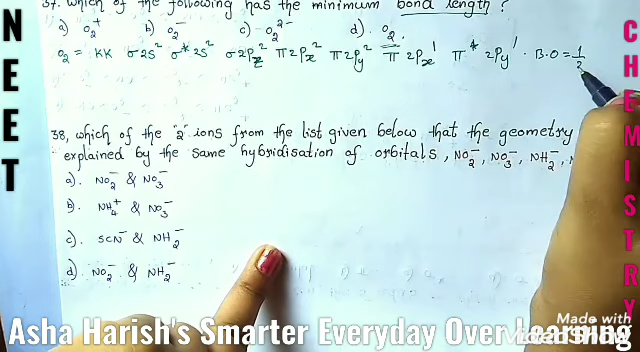 37. Which of the following has the minimum bond length?
a) O₂⁺ b) O₂⁻ c) O₂²⁻ d). O₂
O₂ = KK σ2S² σ*2S² σ2Pz² π2Px² π2Py² π*2Px¹ π*2Py¹ . B.O = 1/2
38, which of the "2" ions from the list given below that the geometry
explained by the same hybridisation of orbitals, NO₂⁻, NO₃⁻, NH₂⁻,
a). NO₂⁻ & NO₃⁻
b). NH₄⁺ & NO₃⁻
c). SCN⁻ & NH₂⁻
d). NO₂⁻ & NH₂⁻
NEET
CHEMISTRY
Made with
Asha Harish's Smarter Everyday Over Learning